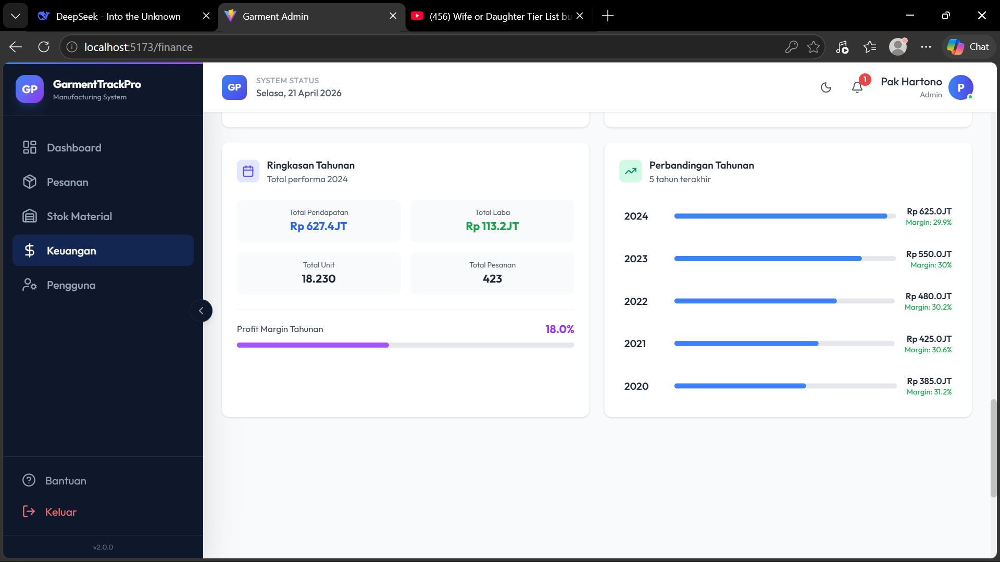 DeepSeek - Into the Unknown
Garment Admin
(456) Wife or Daughter Tier List bu
localhost:5173/finance
Chat
GP
GarmentTrackPro
Manufacturing System
GP
SYSTEM STATUS
Selasa, 21 April 2026
1
Pak Hartono
Admin
P
Dashboard
Pesanan
Stok Material
Keuangan
Pengguna
Bantuan
Keluar
v2.0.0
Ringkasan Tahunan
Total performa 2024
Total Pendapatan
Rp 627.4JT
Total Laba
Rp 113.2JT
Total Unit
18.230
Total Pesanan
423
Profit Margin Tahunan
18.0%
Perbandingan Tahunan
5 tahun terakhir
2024
Rp 625.0JT
Margin: 29.9%
2023
Rp 550.0JT
Margin: 30%
2022
Rp 480.0JT
Margin: 30.2%
2021
Rp 425.0JT
Margin: 30.6%
2020
Rp 385.0JT
Margin: 31.2%